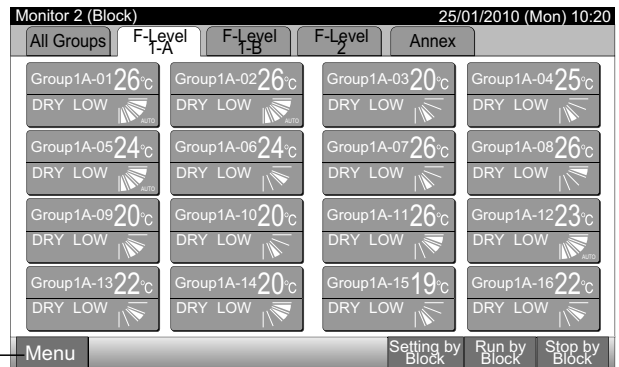 Monitor 2 (Block) 25/01/2010 (Mon) 10:20
All Groups F-Level 1-A F-Level 1-B F-Level 2 Annex
Group1A-01 26°C Group1A-02 26°C Group1A-03 20°C Group1A-04 25°C
DRY LOW AUTO DRY LOW AUTO DRY LOW DRY LOW
Group1A-05 24°C Group1A-06 24°C Group1A-07 26°C Group1A-08 26°C
DRY LOW AUTO DRY LOW DRY LOW DRY LOW
Group1A-09 20°C Group1A-10 20°C Group1A-11 26°C Group1A-12 23°C
DRY LOW DRY LOW DRY LOW DRY LOW AUTO
Group1A-13 22°C Group1A-14 20°C Group1A-15 19°C Group1A-16 22°C
DRY LOW DRY LOW DRY LOW DRY LOW
Menu Setting by Block Run by Block Stop by Block